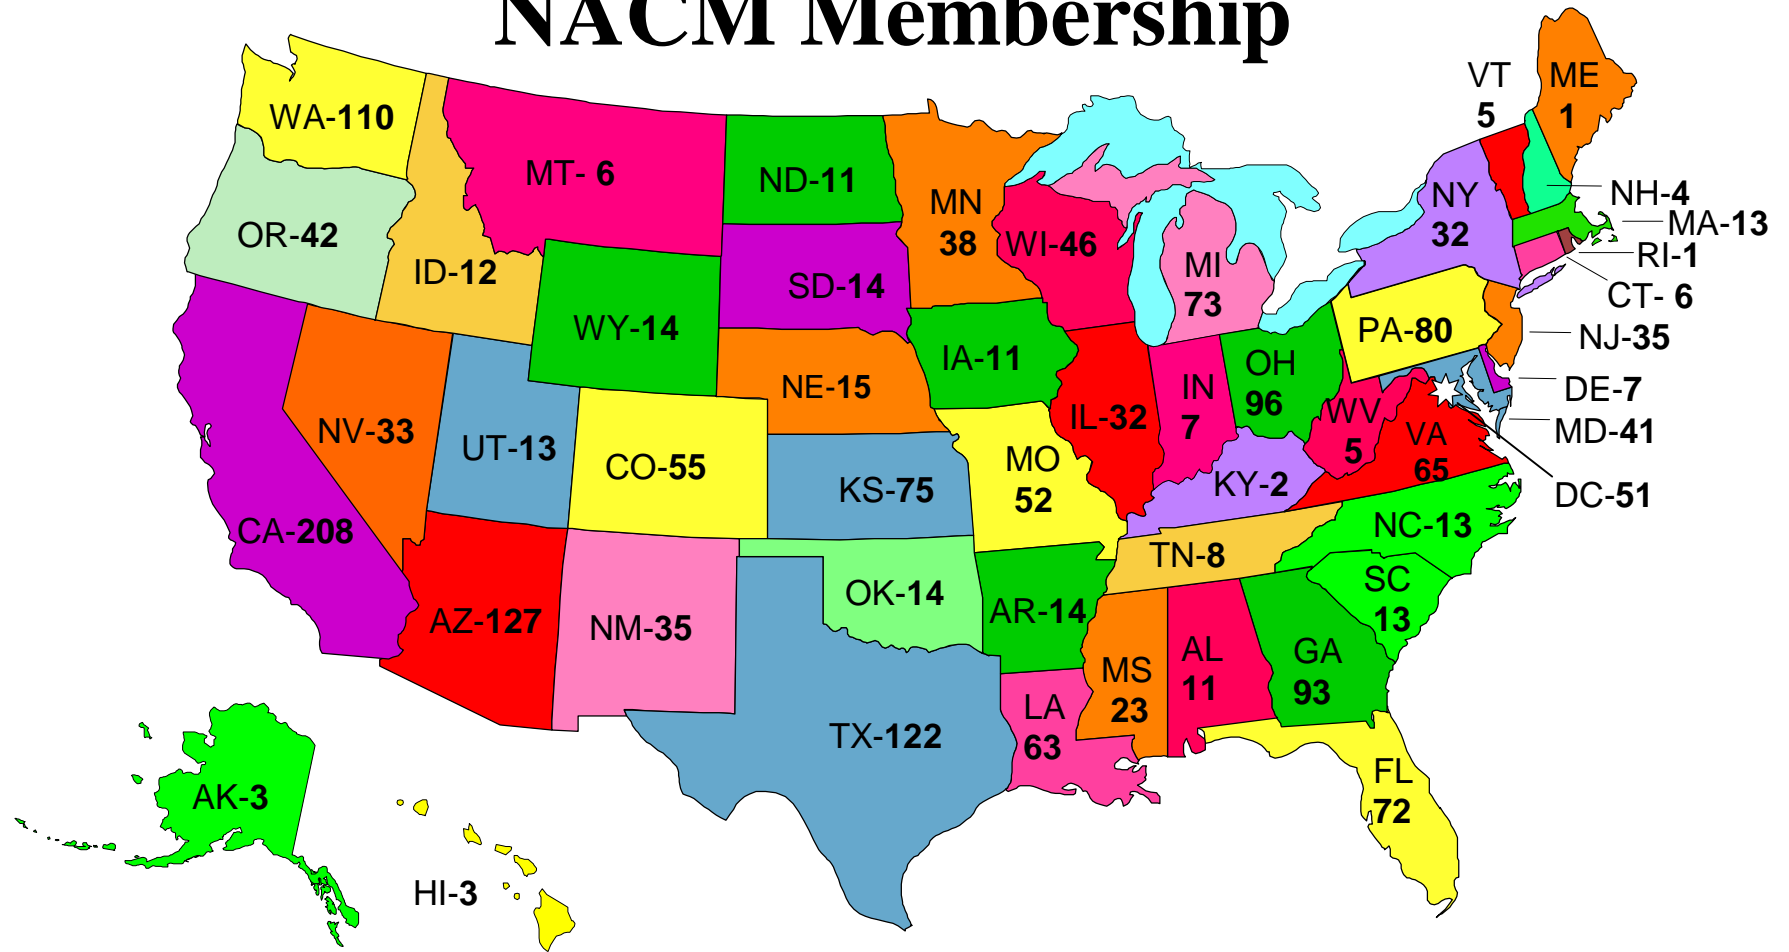 NACM Membership
VT
5
ME
1
WA-110
MT- 6
ND-11
MN
38
OR-42
ID-12
WI-46
MI
73
NY
32
NH-4
MA-13
RI-1
CT- 6
SD-14
WY-14
PA-80
NJ-35
IA-11
NE-15
OH
96
IN
7
DE-7
MD-41
NV-33
UT-13
IL-32
WV
5
VA
65
CO-55
KS-75
MO
52
KY-2
DC-51
CA-208
NC-13
TN-8
SC
13
OK-14
AR-14
AZ-127
NM-35
MS
23
AL
11
GA
93
LA
63
TX-122
FL
72
AK-3
HI-3